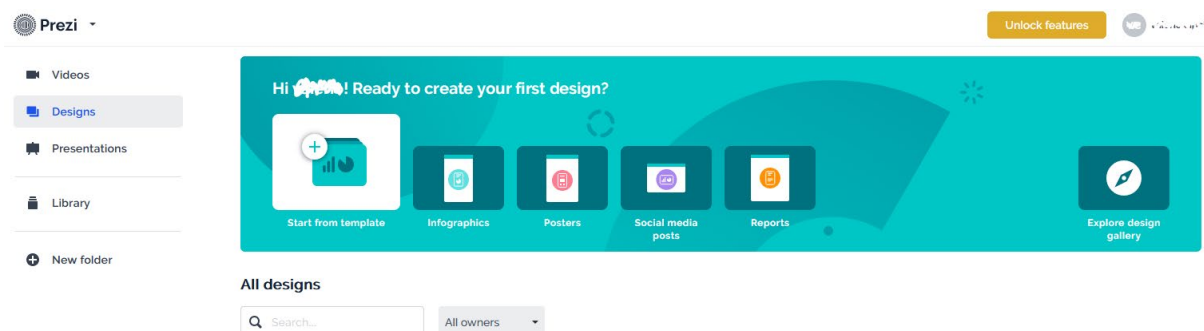 Prezi
Unlock features
Videos
Designs
Presentations
Library
New folder
Hi ! Ready to create your first design?
Start from template
Infographics
Posters
Social media
posts
Reports
Explore design
gallery
All designs
Search...
All owners